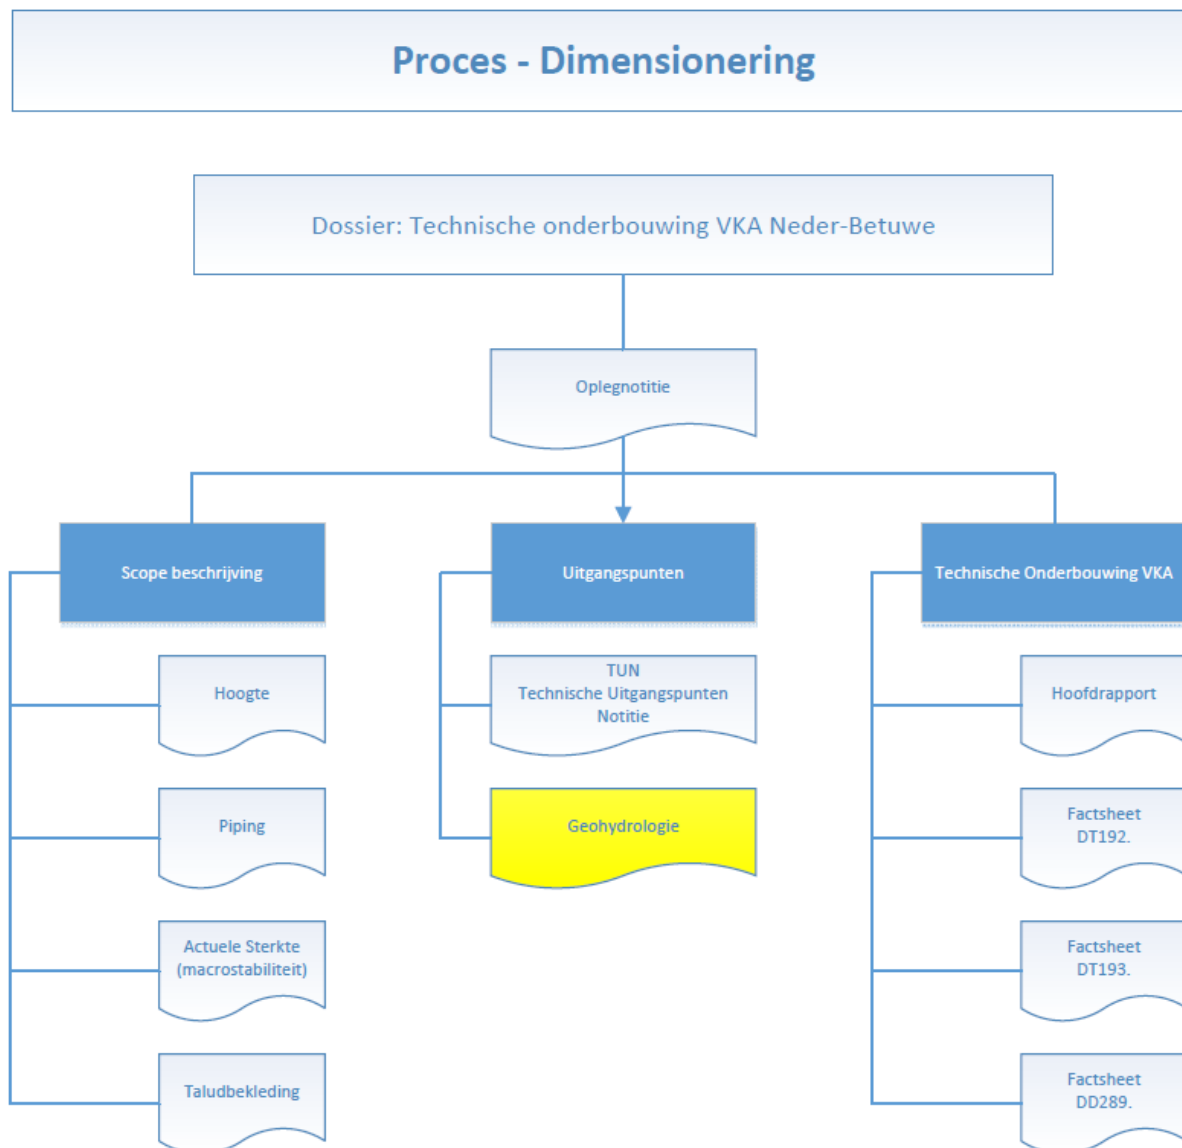 Proces - Dimensionering
Dossier: Technische onderbouwing VKA Neder-Betuwe
Oplegnotitie
Scope beschrijving
Uitgangspunten
Technische Onderbouwing VKA
Hoogte
TUN
Technische Uitgangspunten
Notitie
Hoofdrapport
Piping
Geohydrologie
Factsheet
DT192.
Actuele Sterkte
(macrostabiliteit)
Factsheet
DT193.
Taludbekleding
Factsheet
DD289.